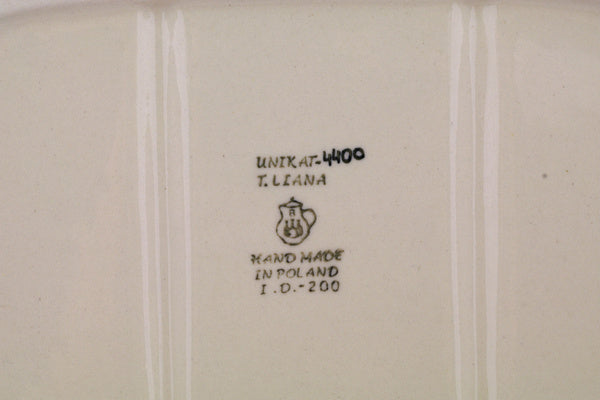 UNIKAT-4400
T.LIANA
HAND MADE
IN POLAND
I.D.-200